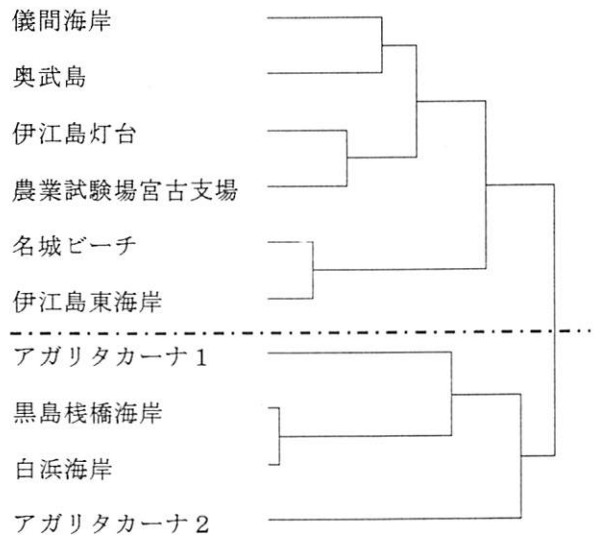 儀間海岸
奥武島
伊江島灯台
農業試験場宮古支場
名城ビーチ
伊江島東海岸
アガリタカーナ1
黒島桟橋海岸
白浜海岸
アガリタカーナ2